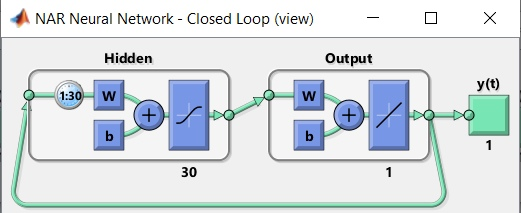 NAR Neural Network - Closed Loop (view)
Hidden Output
1:30 W b + W b + y(t)
30 1 1